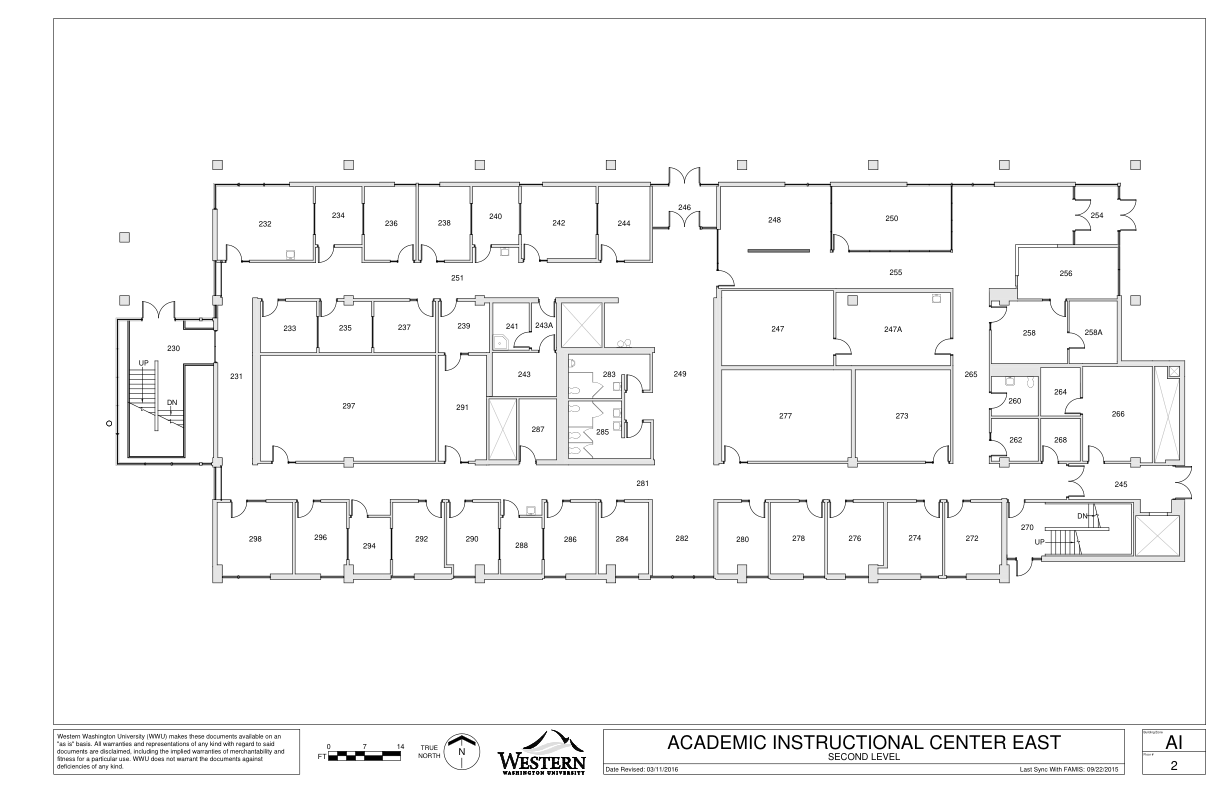 246
232
234
236
238
240
242
244
248
250
254
251
255
256
230
UP
DN
231
233
235
237
239
241
243A
247
247A
258
258A
297
291
243
287
283
285
249
277
273
265
260
262
264
268
266
281
245
298
296
294
292
290
288
286
284
282
280
278
276
274
272
270
DN
UP
Western Washington University (WWU) makes these documents available on an
"as is" basis. All warranties and representations of any kind with regard to said
documents are disclaimed, including the implied warranties of merchantability and
fitness for a particular use. WWU does not warrant the documents against
deficiencies of any kind.
0 7 14
FT
TRUE
NORTH
N
WESTERN
WASHINGTON UNIVERSITY
ACADEMIC INSTRUCTIONAL CENTER EAST
SECOND LEVEL
Date Revised: 03/11/2016
Last Sync With FAMIS: 09/22/2015
AI
2